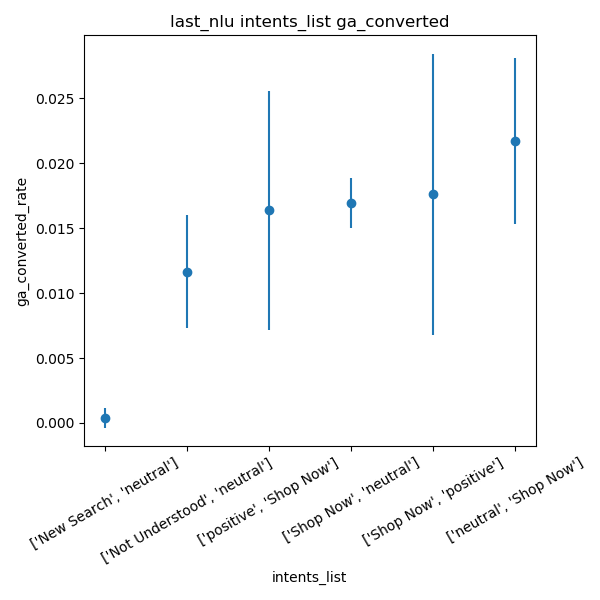 last_nlu intents_list ga_converted
ga_converted_rate
0.025
0.020
0.015
0.010
0.005
0.000
['New Search', 'neutral']
['Not Understood', 'neutral']
['positive', 'Shop Now']
['Shop Now', 'neutral']
['Shop Now', 'positive']
['neutral', 'Shop Now']
intents_list